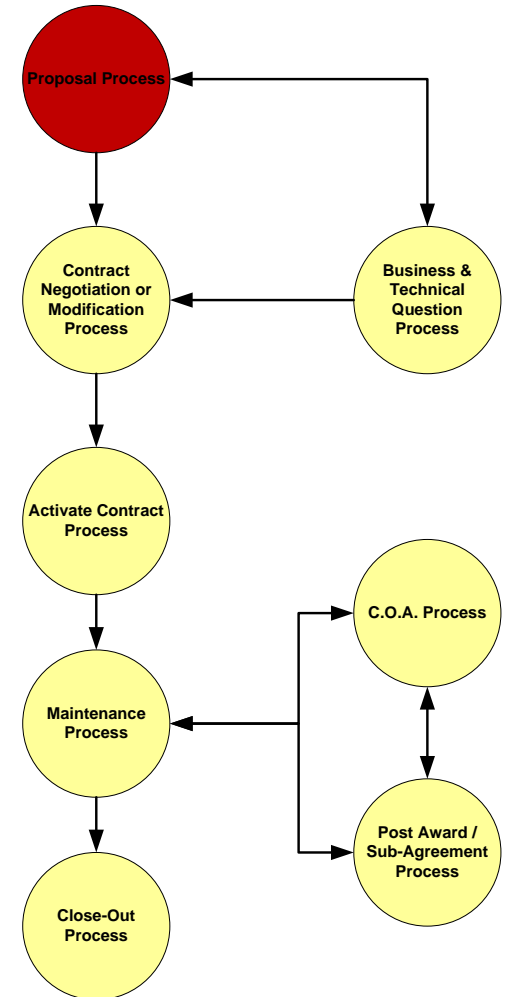 Proposal Process
Contract
Negotiation or
Modification
Process
Business &
Technical
Question
Process
Activate Contract
Process
C.O.A. Process
Maintenance
Process
Post Award /
Sub-Agreement
Process
Close-Out
Process